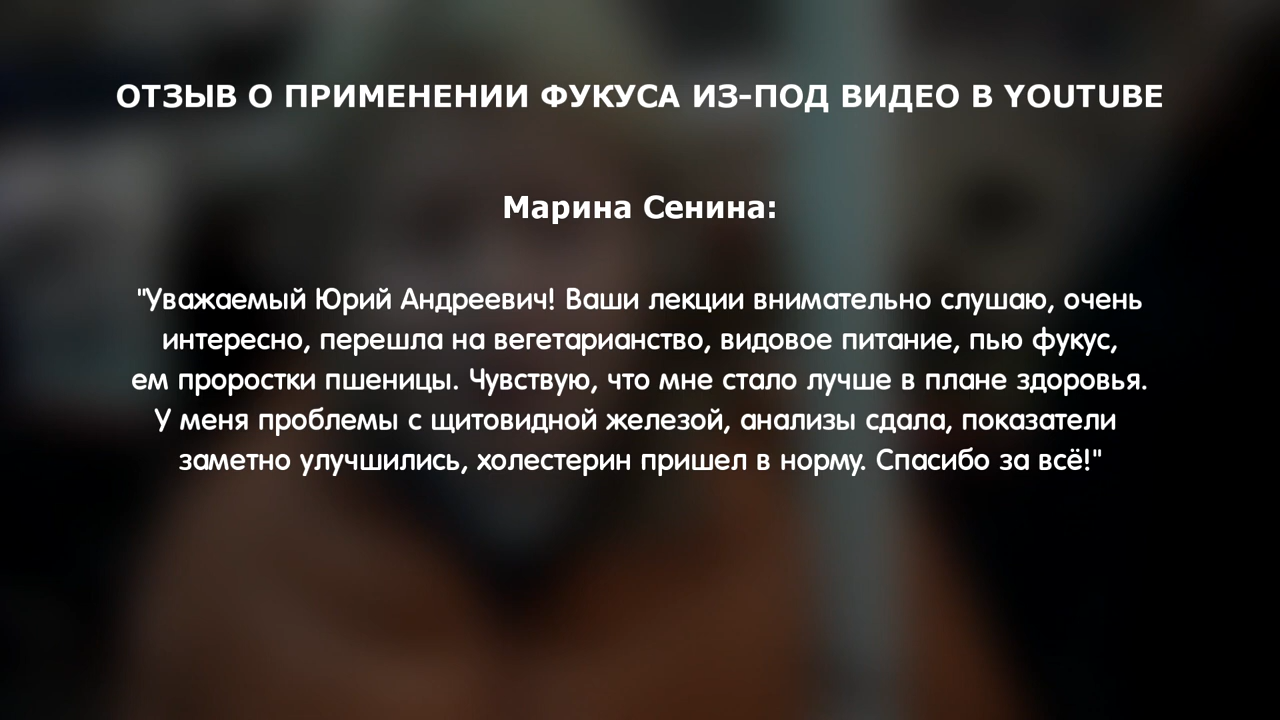 ОТЗЫВ О ПРИМЕНЕНИИ ФУКУСА ИЗ-ПОД ВИДЕО В YOUTUBE
Марина Сенина:
"Уважаемый Юрий Андреевич! Ваши лекции внимательно слушаю, очень
интересно, перешла на вегетарианство, видовое питание, пью фукус,
ем проростки пшеницы. Чувствую, что мне стало лучше в плане здоровья.
У меня проблемы с щитовидной железой, анализы сдала, показатели
заметно улучшились, холестерин пришел в норму. Спасибо за всё!"